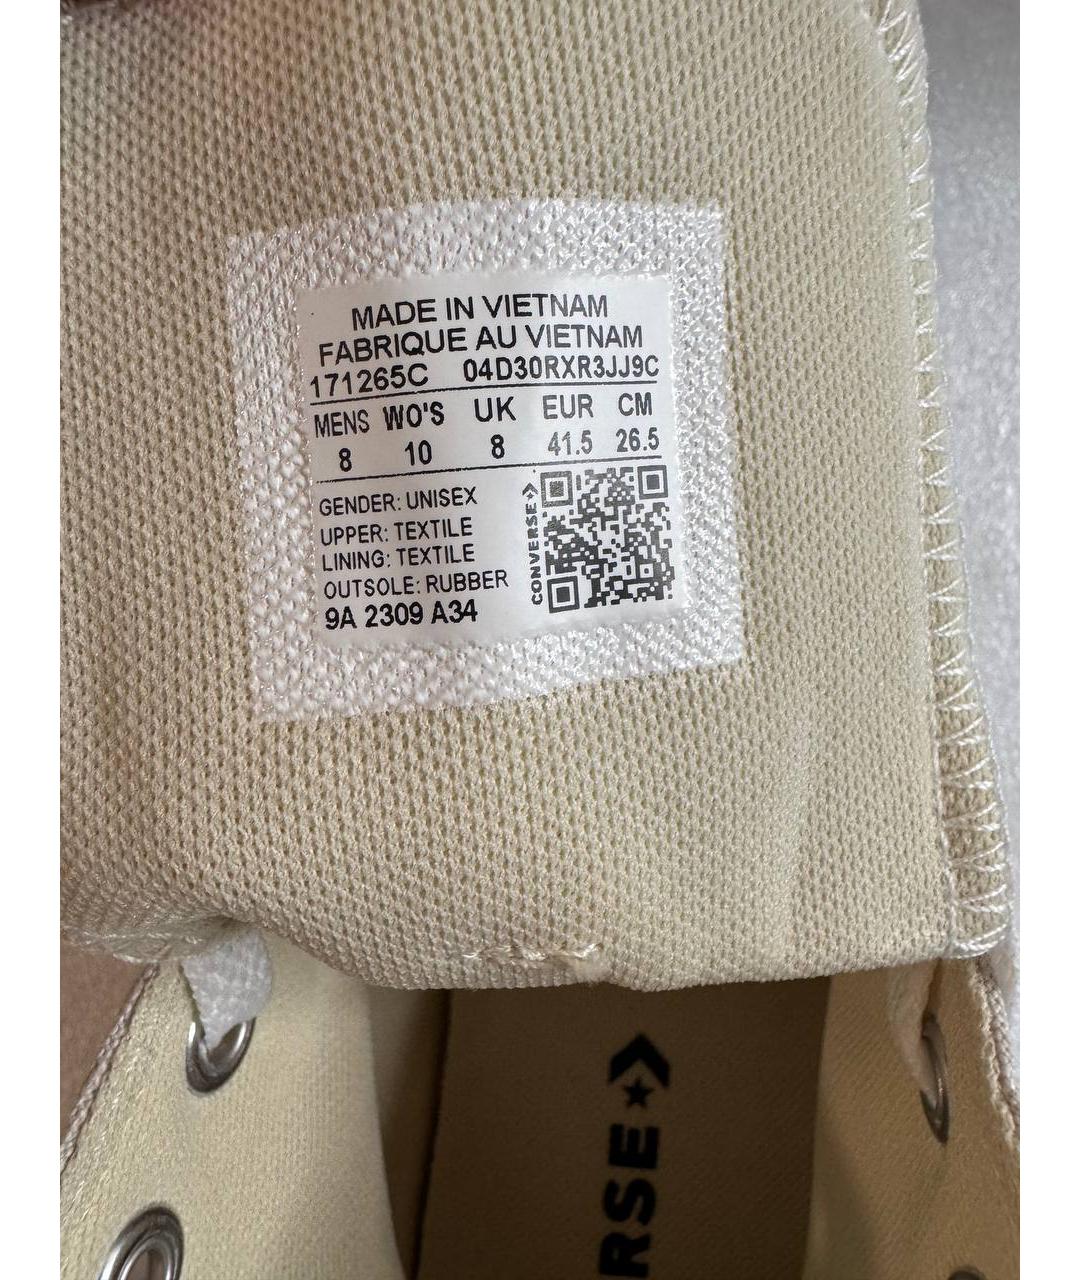 MADE IN VIETNAM
FABRIQUE AU VIETNAM
171265C 04D30RXR3JJ9C
MENS WO'S UK EUR CM
8 10 8 41.5 26.5
GENDER: UNISEX
UPPER: TEXTILE
LINING: TEXTILE
OUTSOLE: RUBBER
9A 2309 A34
CONVERSE
RSE